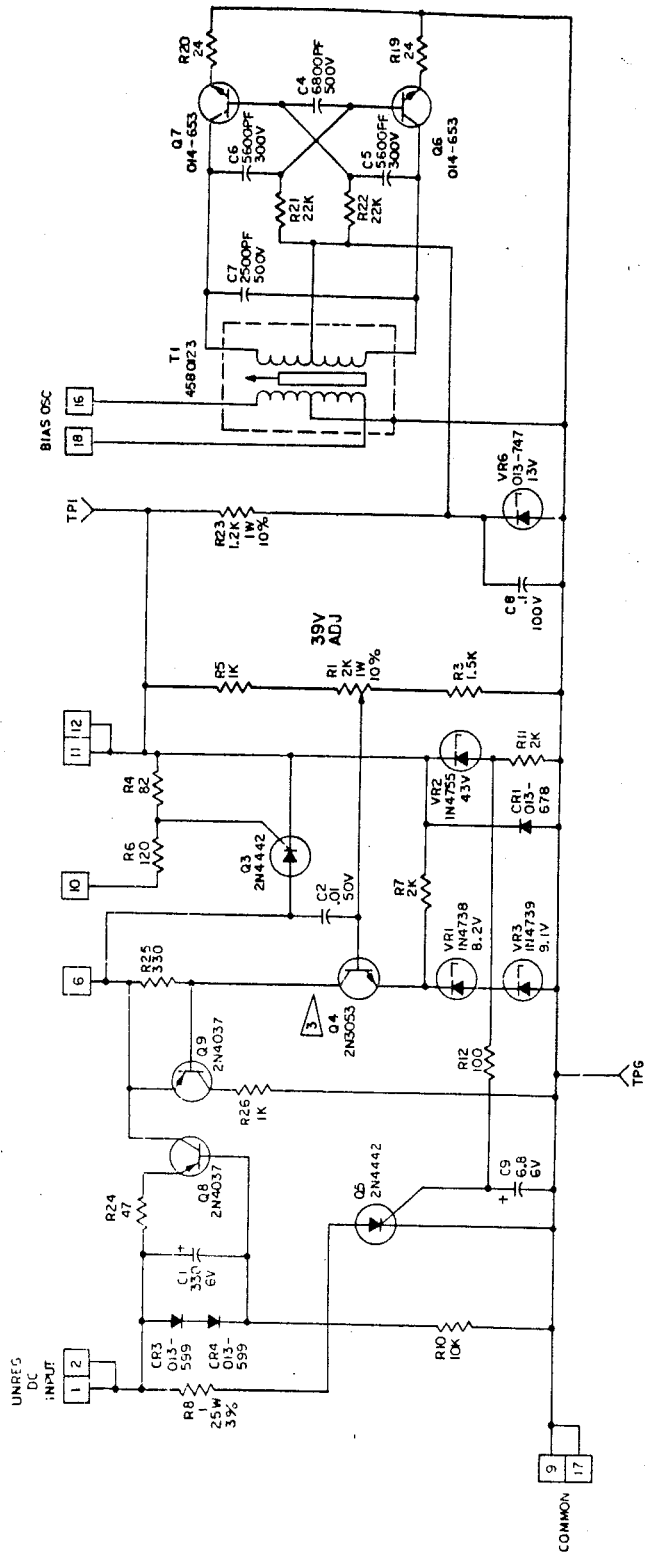 UNREG
DC
INPUT
1
2
R8
1
25W
3%
CR3
013-
599
CR4
013-
599
C1
330
6V
+
R24
47
Q8
2N4037
R10
10K
Q9
2N4037
R26
1K
Q5
2N4442
R12
100
C9
6.8
6V
+
COMMON
9
17
TPG
6
R25
330
3
Q4
2N3053
C2
.01
50V
VR1
1N4738
8.2V
VR3
1N4739
9.1V
R7
2K
10
R6
120
R4
82
Q3
2N4442
11
12
VR2
1N4755
43V
CR1
013-
678
R11
2K
R5
1K
39V
ADJ
R1
2K
1W
10%
R3
1.5K
TP1
R23
1.2K
1W
10%
C8
.1
100V
VR6
013-747
13V
BIAS OSC
18
16
T1
4580123
C7
2500PF
500V
C6
5600PF
300V
R21
22K
R22
22K
C5
5600PF
300V
C4
6800PF
500V
Q7
014-653
Q6
014-653
R20
24
R19
24